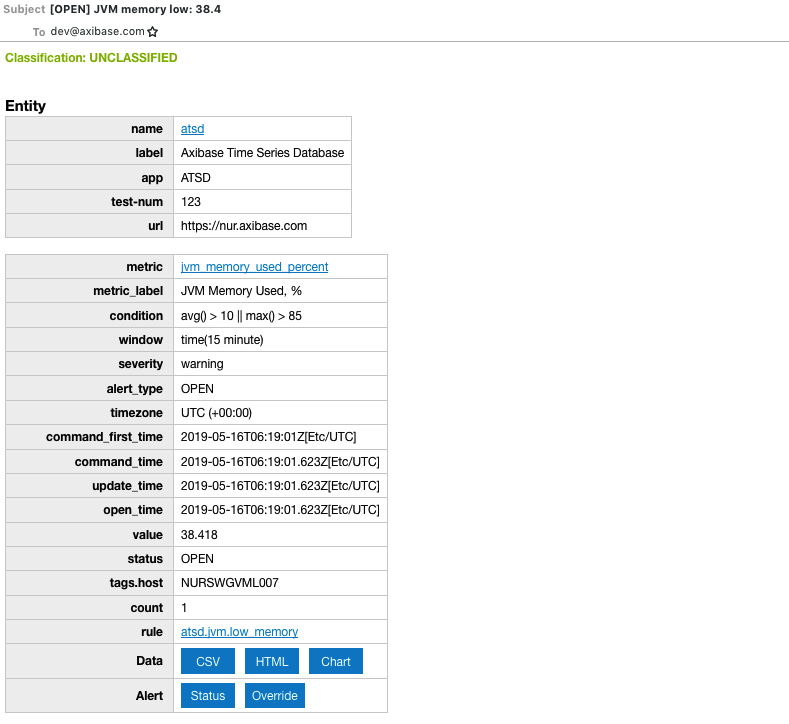 Subject [OPEN] JVM memory low: 38.4
To dev@axibase.com
Classification: UNCLASSIFIED
Entity
name atsd
label Axibase Time Series Database
app ATSD
test-num 123
url https://nur.axibase.com
metric jvm_memory_used_percent
metric_label JVM Memory Used, %
condition avg() > 10 || max() > 85
window time(15 minute)
severity warning
alert_type OPEN
timezone UTC (+00:00)
command_first_time 2019-05-16T06:19:01Z[Etc/UTC]
command_time 2019-05-16T06:19:01.623Z[Etc/UTC]
update_time 2019-05-16T06:19:01.623Z[Etc/UTC]
open_time 2019-05-16T06:19:01.623Z[Etc/UTC]
value 38.418
status OPEN
tags.host NURSWGVML007
count 1
rule atsd.jvm.low_memory
Data CSV HTML Chart
Alert Status Override